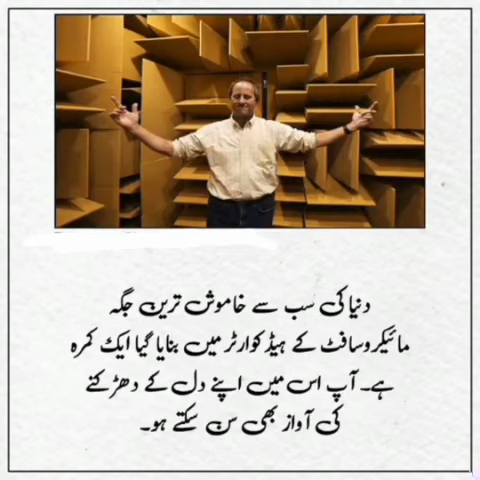 دنیا کی سب سے خاموش ترین جگہ
مائیکروسافٹ کے ہیڈ کوارٹر میں بنایا گیا ایک کمرہ
ہے۔ آپ اس میں اپنے دل کے دھڑکنے
کی آواز بھی سن سکتے ہو۔